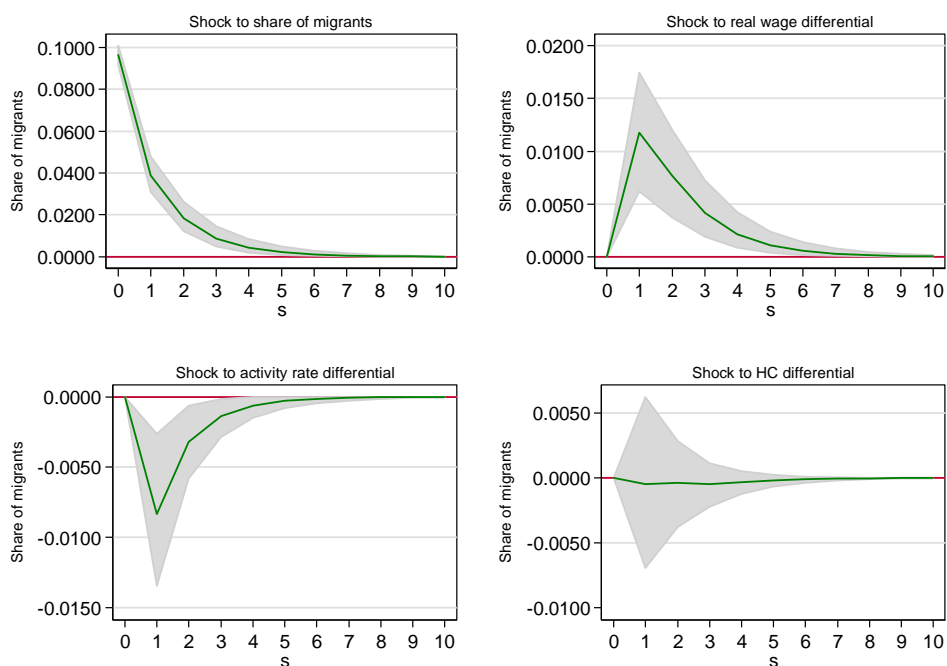 Shock to share of migrants
Share of migrants
0.1000
0.0800
0.0600
0.0400
0.0200
0.0000
0 1 2 3 4 5 6 7 8 9 10
s
Shock to real wage differential
Share of migrants
0.0200
0.0150
0.0100
0.0050
0.0000
0 1 2 3 4 5 6 7 8 9 10
s
Shock to activity rate differential
Share of migrants
0.0000
-0.0050
-0.0100
-0.0150
0 1 2 3 4 5 6 7 8 9 10
s
Shock to HC differential
Share of migrants
0.0050
0.0000
-0.0050
-0.0100
0 1 2 3 4 5 6 7 8 9 10
s